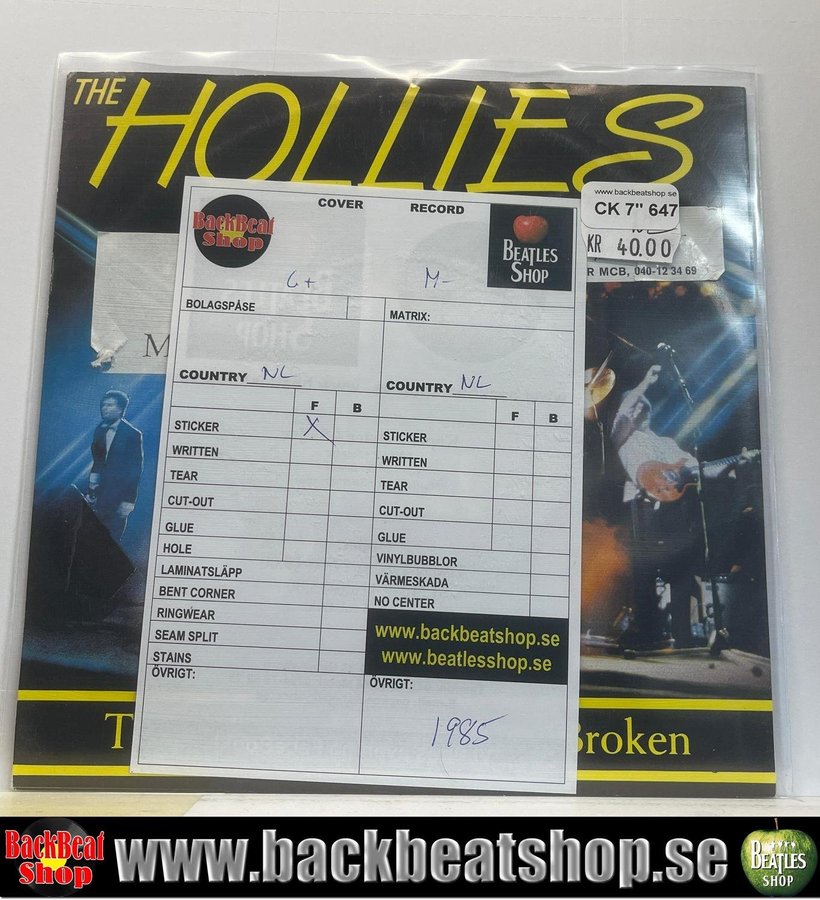 THE
HOLLIES
www.backbeatshop.se
CK 7" 647
KR 40.00
R MCB, 040-12 34 69
BackBeat
Shop
COVER
RECORD
BEATLES
SHOP
G+
M-
BOLAGSPÅSE
MATRIX:
M
COUNTRY NL
COUNTRY NL
F B
F B
STICKER X
STICKER
WRITTEN
WRITTEN
TEAR
TEAR
CUT-OUT
CUT-OUT
GLUE
GLUE
HOLE
VINYLBUBBLOR
LAMINATSLÄPP
VÄRMESKADA
BENT CORNER
NO CENTER
RINGWEAR
SEAM SPLIT
STAINS
www.backbeatshop.se
www.beatlesshop.se
ÖVRIGT:
ÖVRIGT:
1985
T
Broken
BackBeat
Shop
www.backbeatshop.se
BEATLES
SHOP